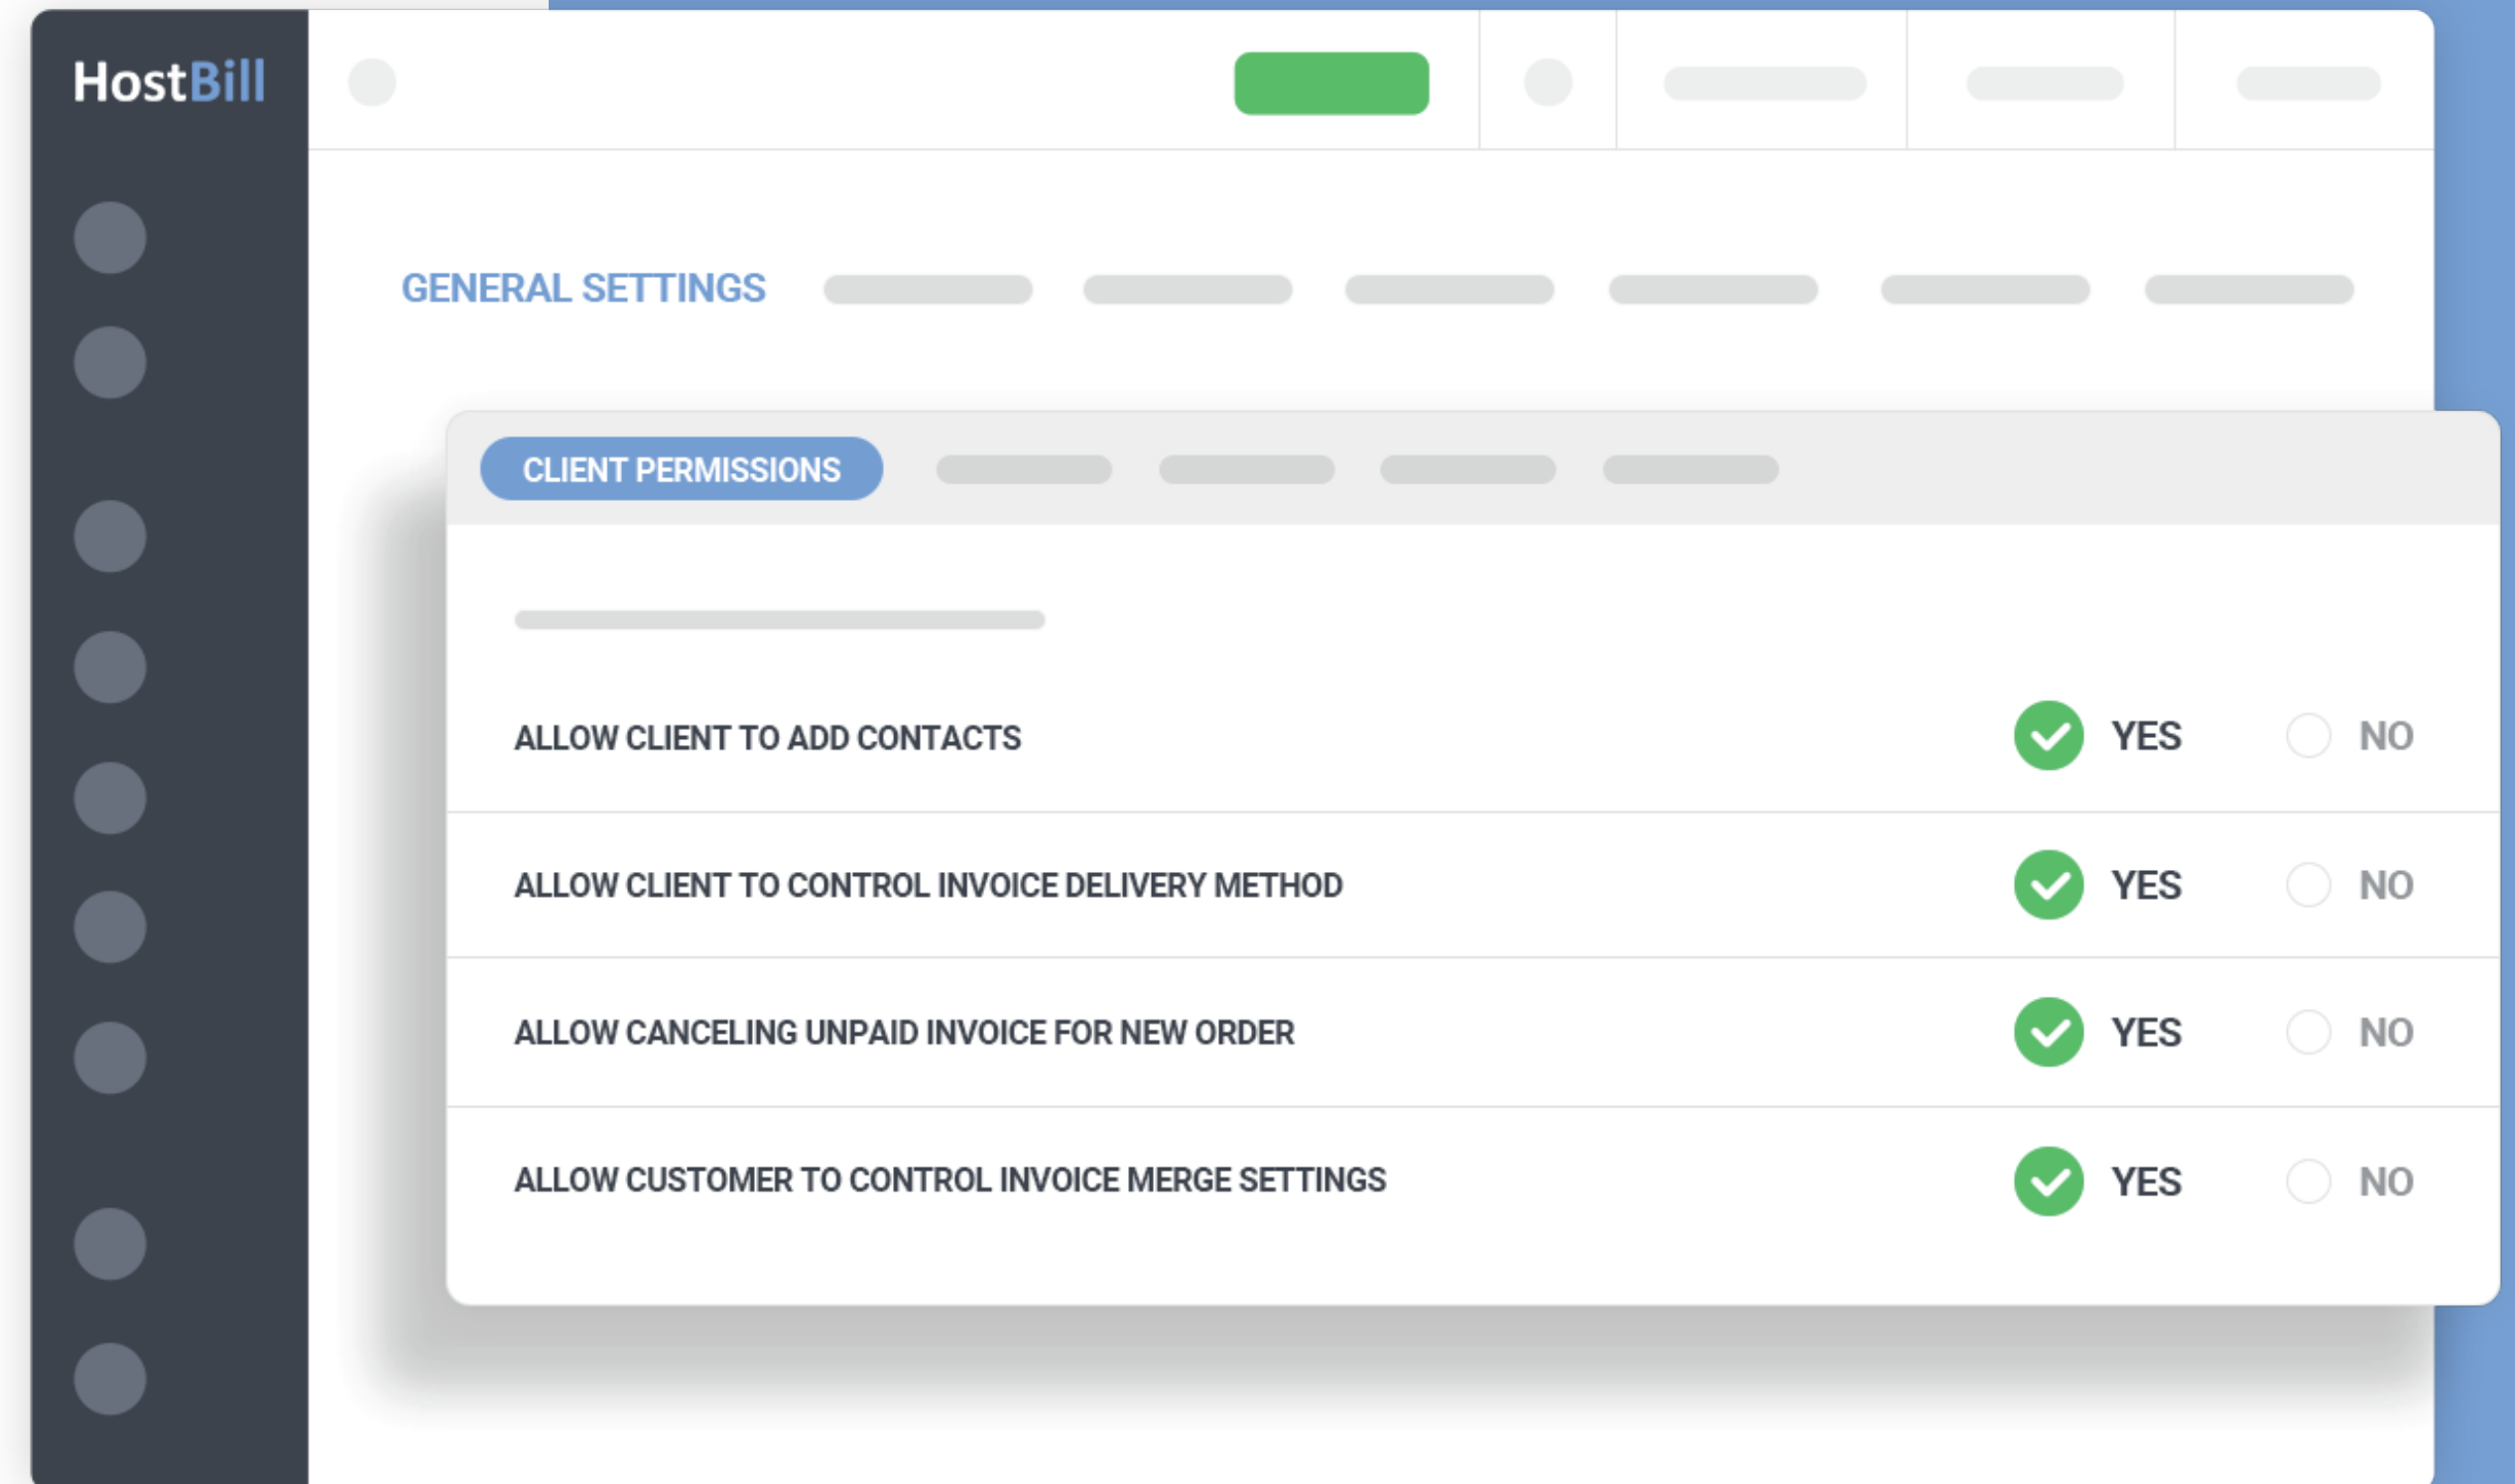 HostBill
GENERAL SETTINGS
CLIENT PERMISSIONS
ALLOW CLIENT TO ADD CONTACTS YES NO
ALLOW CLIENT TO CONTROL INVOICE DELIVERY METHOD YES NO
ALLOW CANCELING UNPAID INVOICE FOR NEW ORDER YES NO
ALLOW CUSTOMER TO CONTROL INVOICE MERGE SETTINGS YES NO